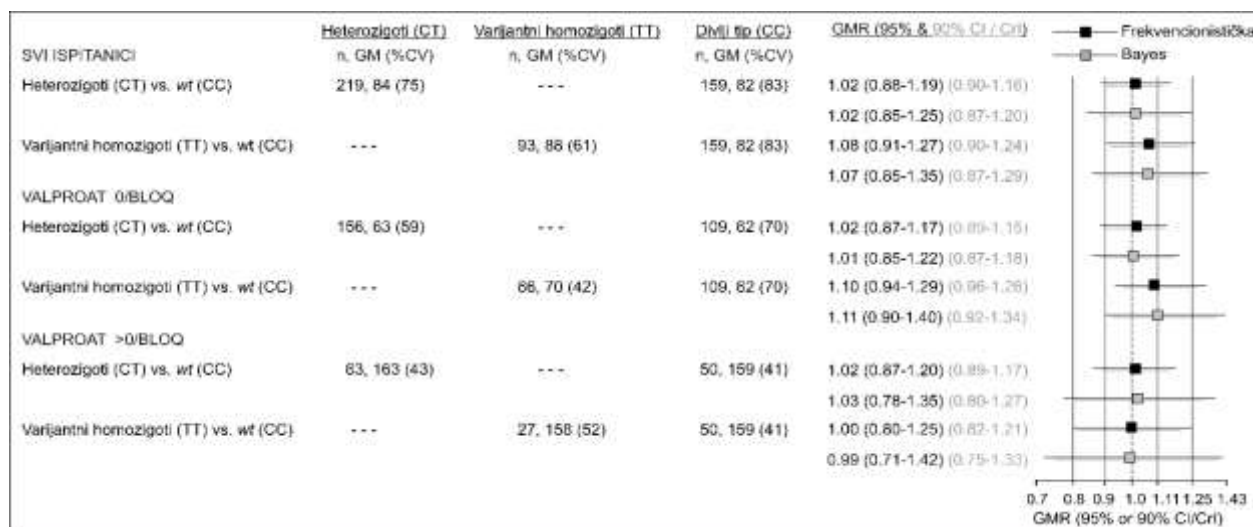 Heterozigoti (CT) Varijantni homozigoti (TT) Divlji tip (CC) GMR (95% & 90% CI / CrI) Frekvencionistička
SVI ISPITANICI n, GM (%CV) n, GM (%CV) n, GM (%CV) Bayes
Heterozigoti (CT) vs. wt (CC) 219, 84 (75) --- 159, 82 (83) 1.02 (0.88-1.19) (0.90-1.16)
1.02 (0.85-1.25) (0.87-1.20)
Varijantni homozigoti (TT) vs. wt (CC) --- 93, 88 (61) 159, 82 (83) 1.08 (0.91-1.27) (0.90-1.24)
1.07 (0.85-1.35) (0.87-1.29)
VALPROAT 0/BLOQ
Heterozigoti (CT) vs. wt (CC) 156, 63 (59) --- 109, 62 (70) 1.02 (0.87-1.17) (0.89-1.15)
1.01 (0.85-1.22) (0.87-1.18)
Varijantni homozigoti (TT) vs. wt (CC) --- 66, 70 (42) 109, 62 (70) 1.10 (0.94-1.29) (0.96-1.26)
1.11 (0.90-1.40) (0.92-1.34)
VALPROAT >0/BLOQ
Heterozigoti (CT) vs. wt (CC) 63, 163 (43) --- 50, 159 (41) 1.02 (0.87-1.20) (0.89-1.17)
1.03 (0.78-1.35) (0.80-1.27)
Varijantni homozigoti (TT) vs. wt (CC) --- 27, 158 (52) 50, 159 (41) 1.00 (0.80-1.25) (0.82-1.21)
0.99 (0.71-1.42) (0.75-1.33)
0.7 0.8 0.9 1.0 1.11 1.25 1.43
GMR (95% or 90% CI/CrI)